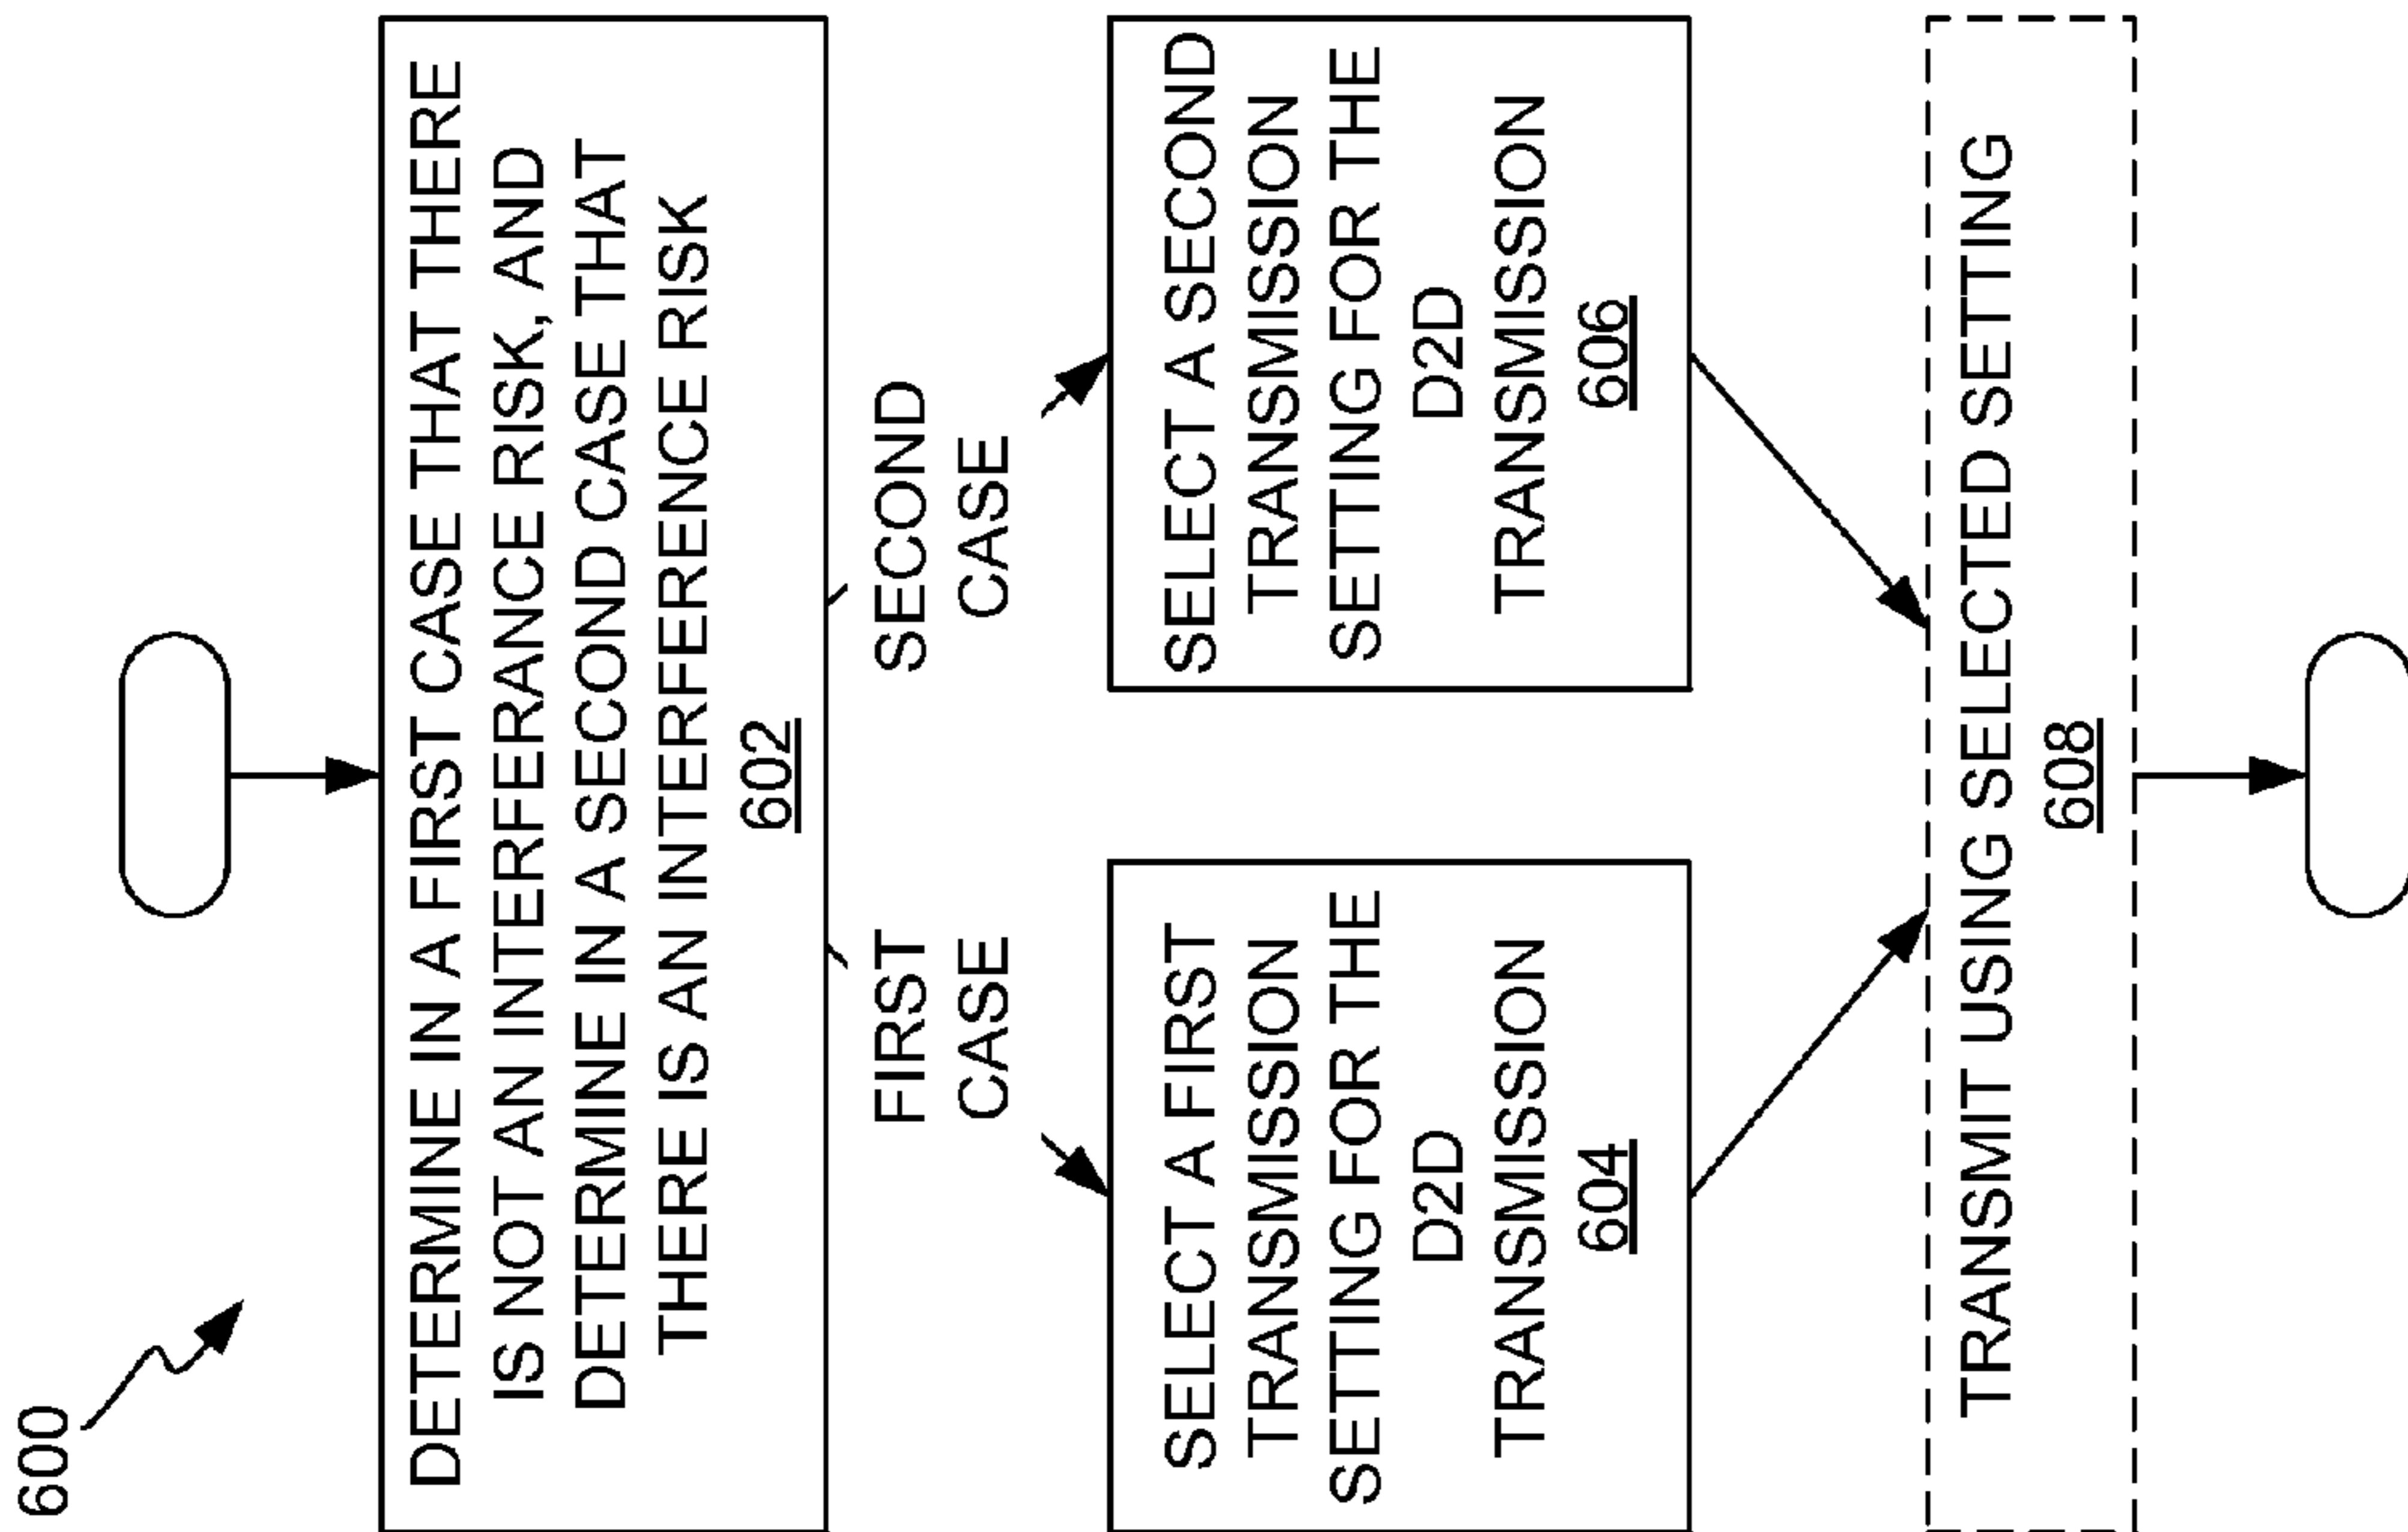 600
DETERMINE IN A FIRST CASE THAT THERE
IS NOT AN INTERFERANCE RISK, AND
DETERMINE IN A SECOND CASE THAT
THERE IS AN INTERFERENCE RISK
602
FIRST
CASE
SECOND
CASE
SELECT A FIRST
TRANSMISSION
SETTING FOR THE
D2D
TRANSMISSION
604
SELECT A SECOND
TRANSMISSION
SETTING FOR THE
D2D
TRANSMISSION
606
TRANSMIT USING SELECTED SETTING
608